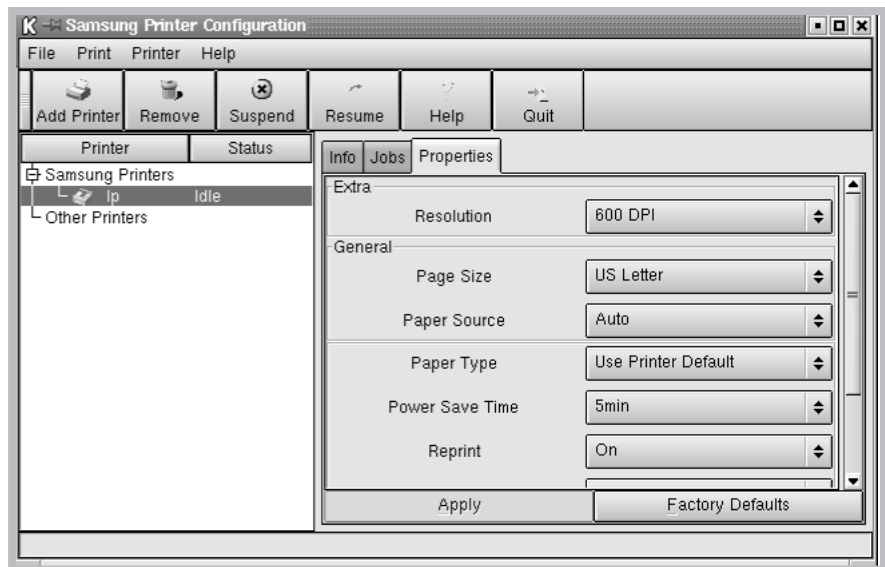 Samsung Printer Configuration
File Print Printer Help
Add Printer Remove Suspend Resume Help Quit
Printer Status
Samsung Printers
lp Idle
Other Printers
Info Jobs Properties
Extra
Resolution 600 DPI
General
Page Size US Letter
Paper Source Auto
Paper Type Use Printer Default
Power Save Time 5min
Reprint On
Apply Factory Defaults